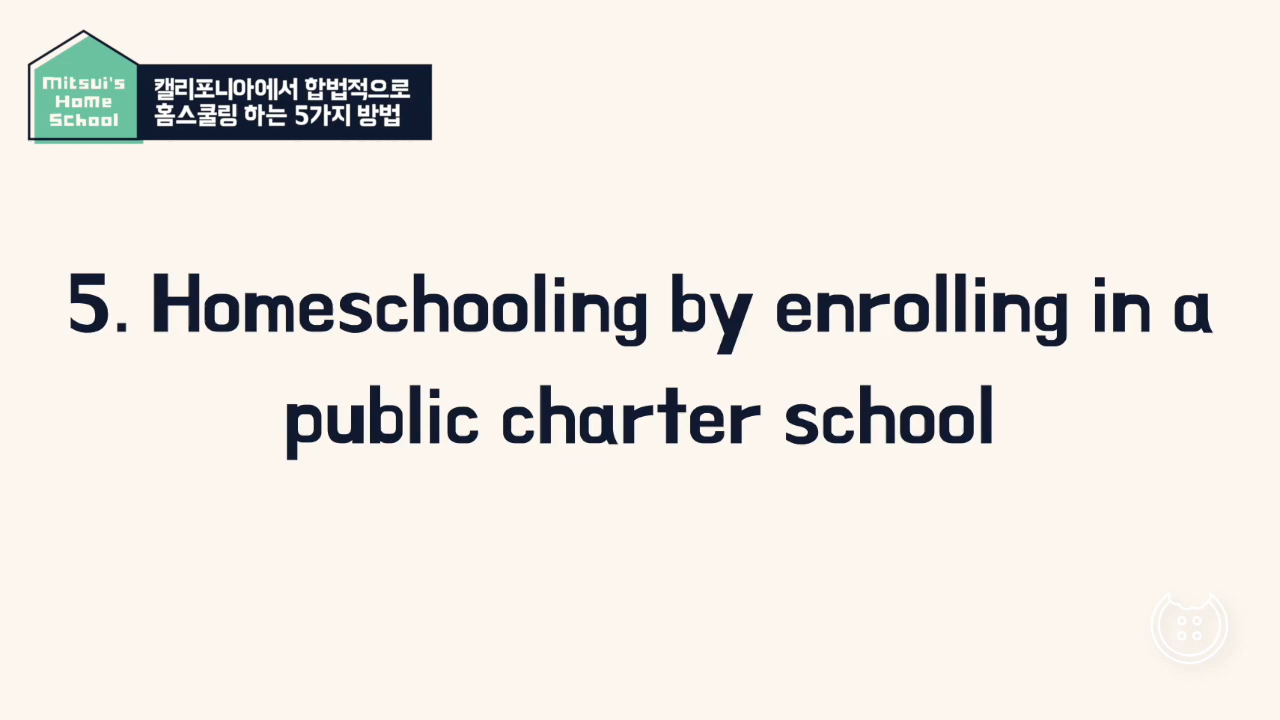 Mitsui's
Home
School
캘리포니아에서 합법적으로
홈스쿨링 하는 5가지 방법
5. Homeschooling by enrolling in a
public charter school